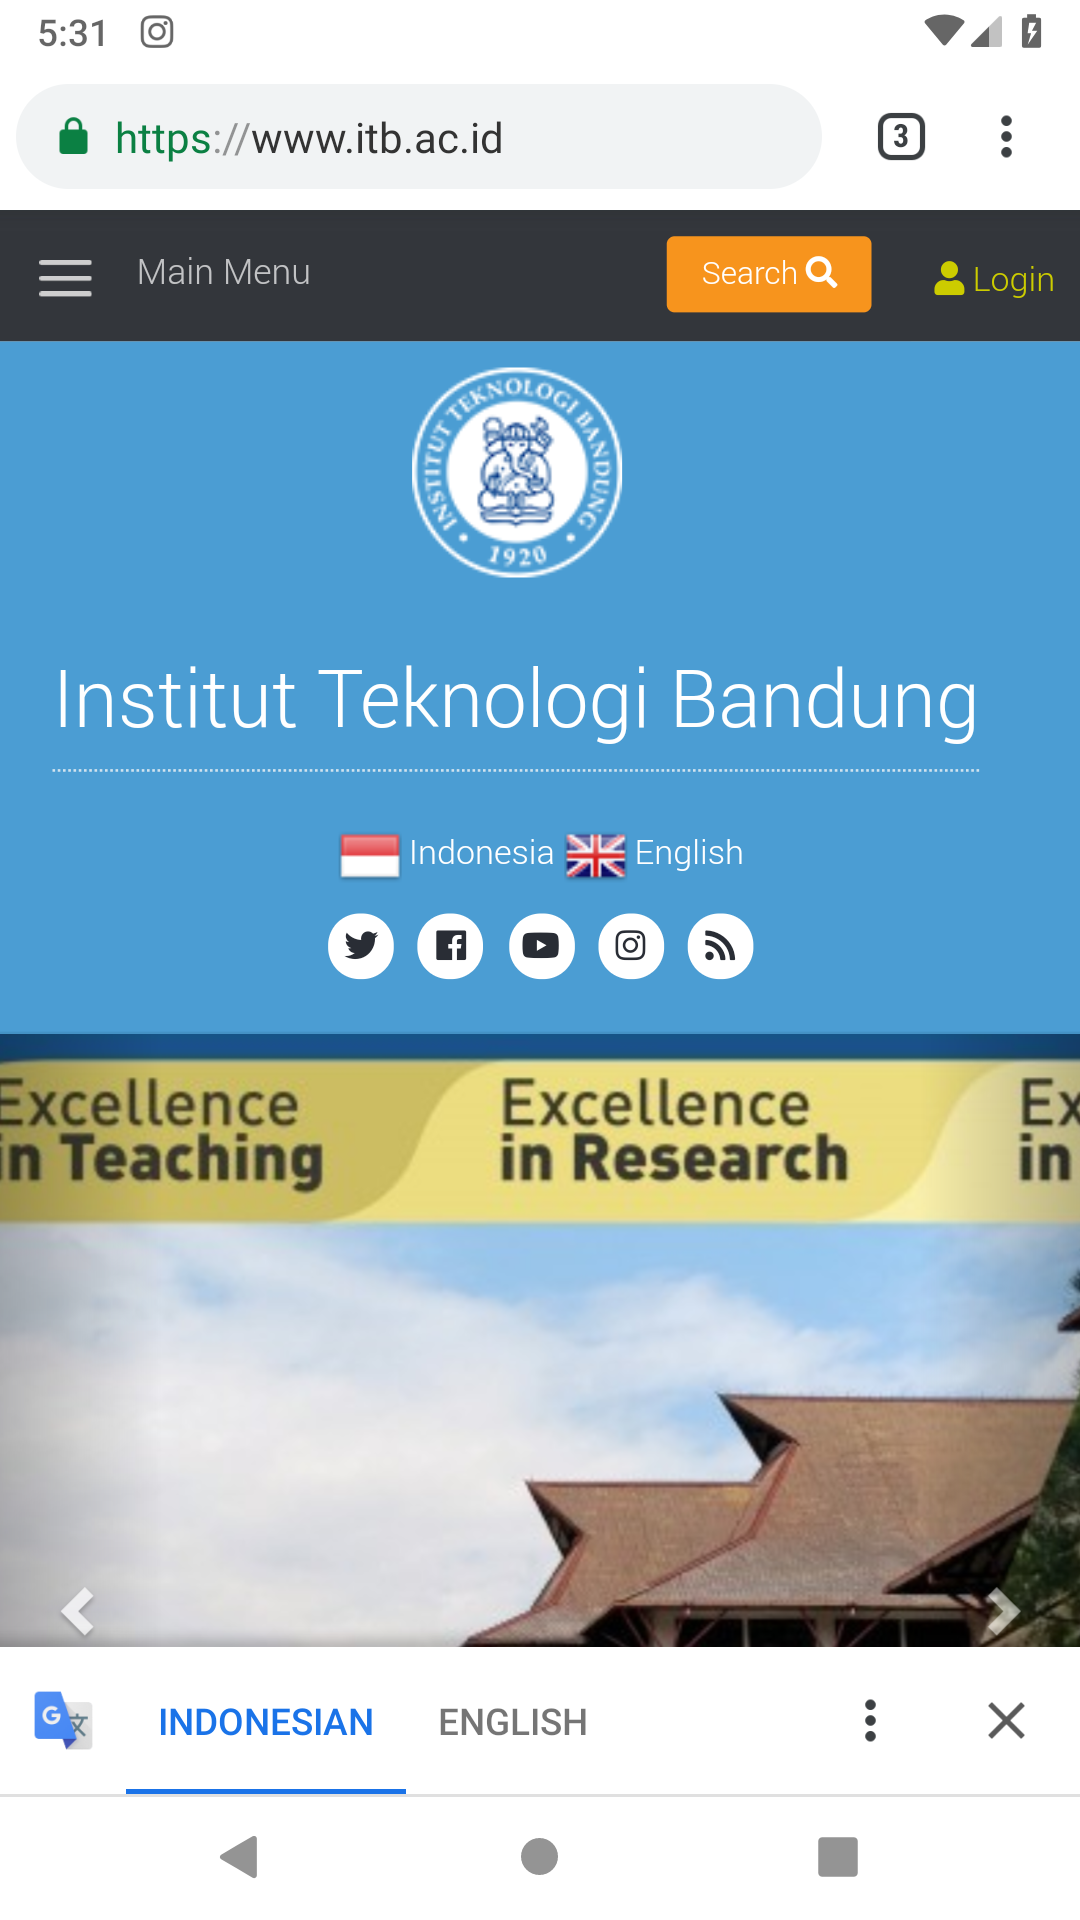 5:31
https://www.itb.ac.id
3
Main Menu
Search
Login
INSTITUT TEKNOLOGI BANDUNG
1920
Institut Teknologi Bandung
Indonesia English
Excellence
in Teaching
Excellence
in Research
Ex
in
INDONESIAN
ENGLISH